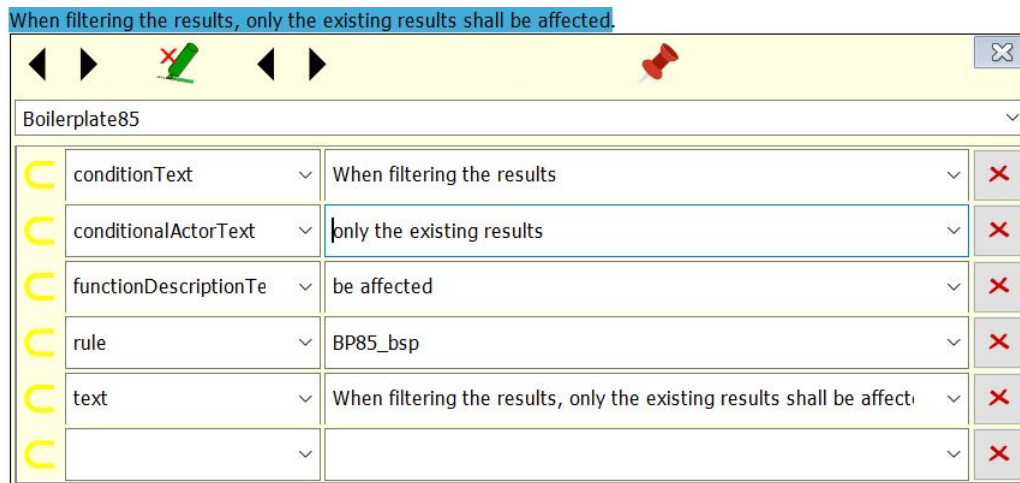 When filtering the results, only the existing results shall be affected.
Boilerplate85
conditionText When filtering the results
conditionalActorText only the existing results
functionDescriptionTe be affected
rule BP85_bsp
text When filtering the results, only the existing results shall be affect